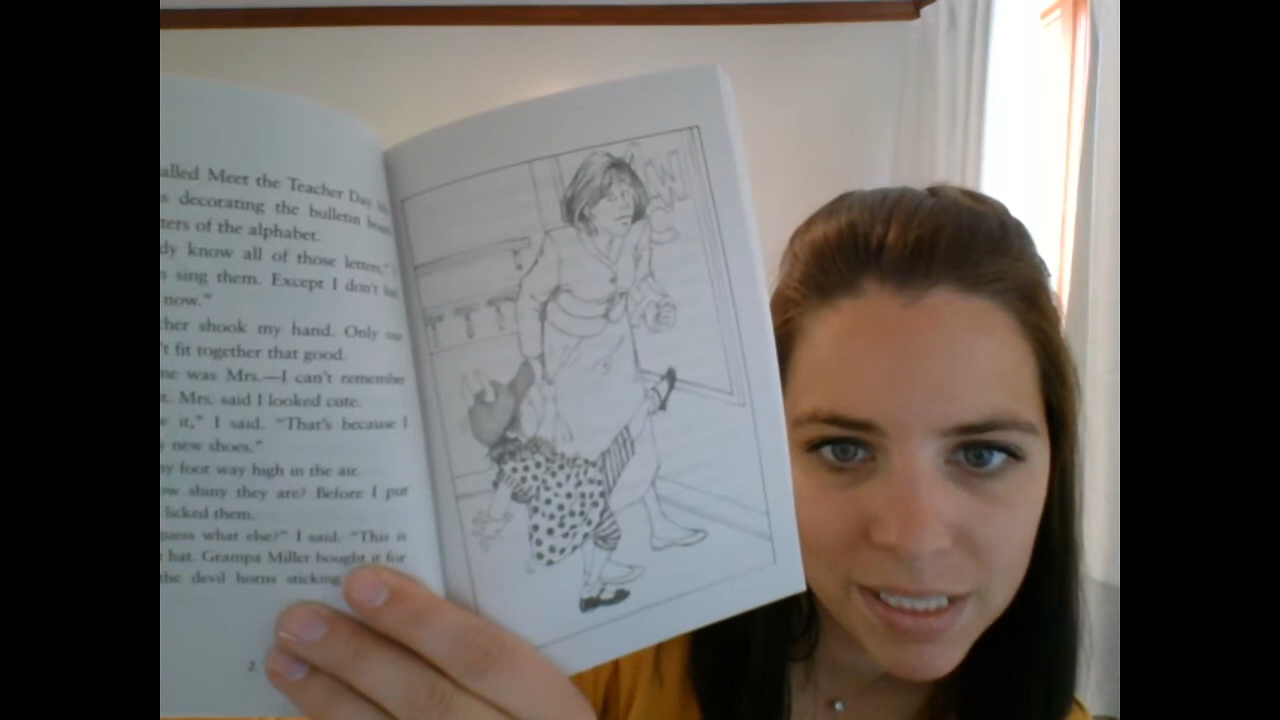 alled Meet the Teacher Day
s decorating the bulletin
ters of the alphabet.
dy know all of those letters,"
n sing them. Except I don't
now."
her shook my hand. Only
't fit together that good.
ne was Mrs.—I can't remember
t. Mrs. said I looked cute.
it," I said. "That's because I
new shoes."
y foot way high in the air.
ow shiny they are? Before I put
licked them.
guess what else?" I said. "This is
hat. Grampa Miller bought it for
the devil horns sticking
2